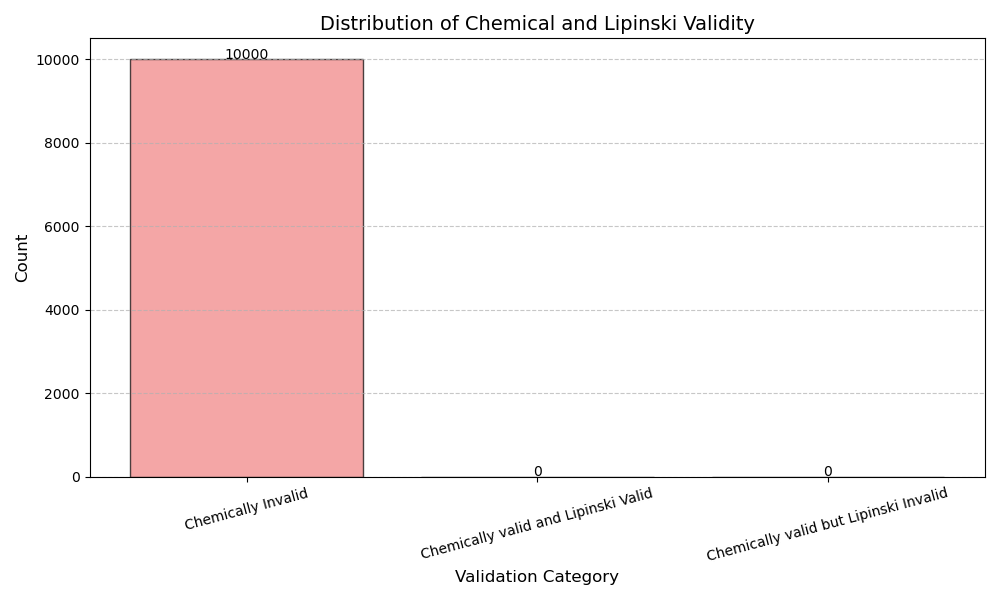 Distribution of Chemical and Lipinski Validity
Count
10000
8000
6000
4000
2000
0
10000
0
0
Chemically Invalid
Chemically valid and Lipinski Valid
Chemically valid but Lipinski Invalid
Validation Category